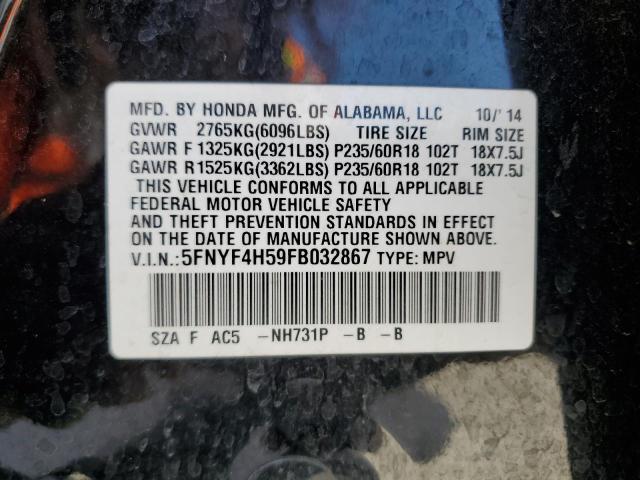 MFD. BY HONDA MFG. OF ALABAMA, LLC 10/'14
GVWR 2765KG(6096LBS) TIRE SIZE RIM SIZE
GAWR F 1325KG(2921LBS) P235/60R18 102T 18X7.5J
GAWR R 1525KG(3362LBS) P235/60R18 102T 18X7.5J
THIS VEHICLE CONFORMS TO ALL APPLICABLE
FEDERAL MOTOR VEHICLE SAFETY
AND THEFT PREVENTION STANDARDS IN EFFECT
ON THE DATE OF MANUFACTURE SHOWN ABOVE.
V.I.N.: 5FNYF4H59FB032867 TYPE: MPV
SZA F AC5 -NH731P -B -B